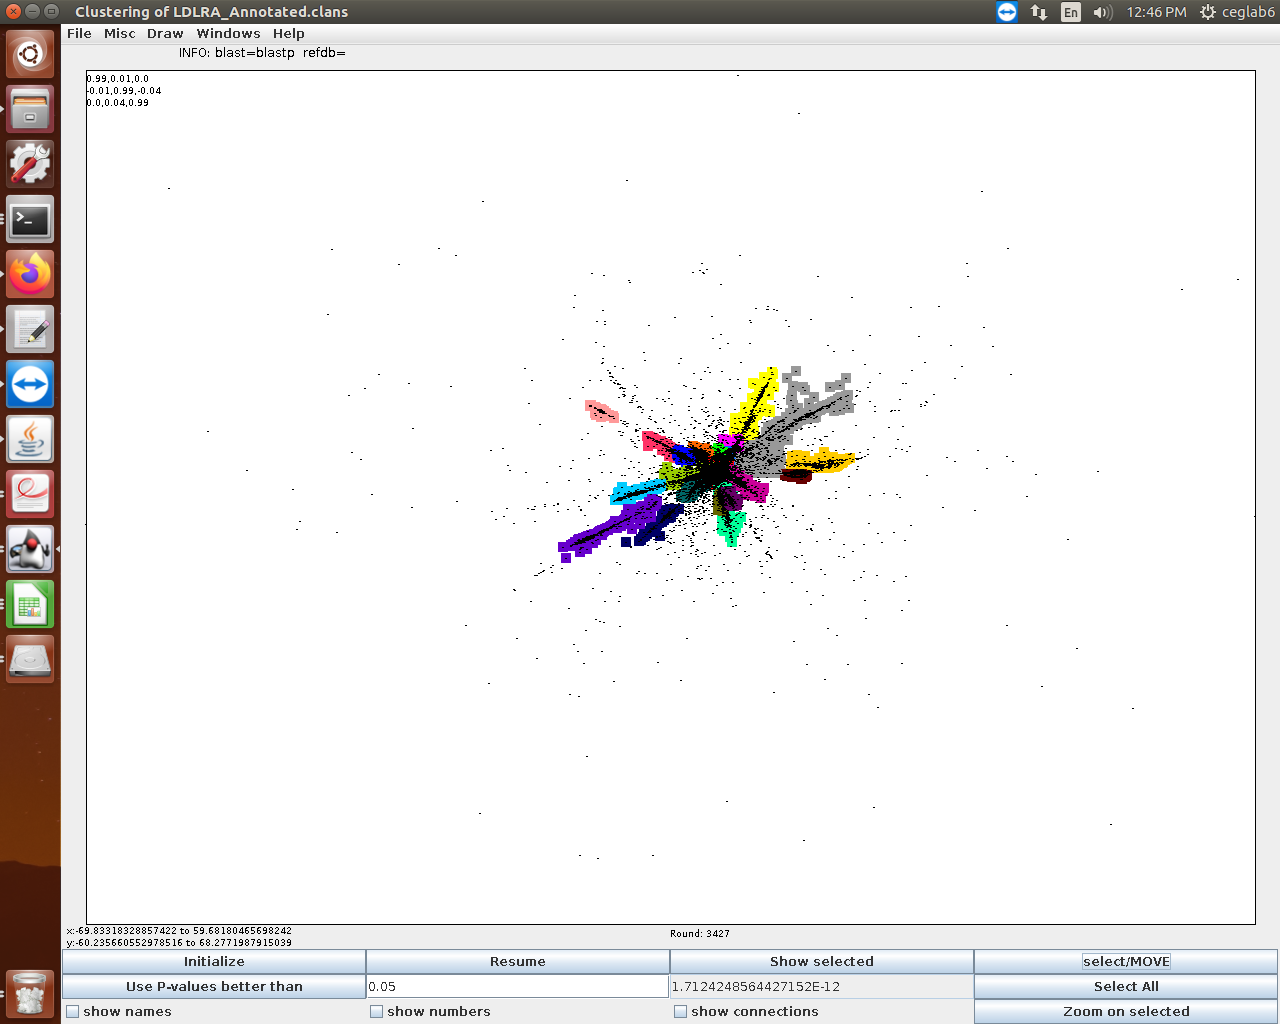 Clustering of LDLRA_Annotated.clans
En
12:46 PM
ceglab6
File Misc Draw Windows Help
INFO: blast=blastp refdb=
0.99,0.01,0.0
-0.01,0.99,-0.04
0.0,0.04,0.99
x:-69.83318328857422 to 59.68180465698242
y:-60.235660552978516 to 68.2771987915039
Round: 3427
Initialize
Resume
Show selected
select/MOVE
Use P-values better than
0.05
1.7124248564427152E-12
Select All
show names
show numbers
show connections
Zoom on selected